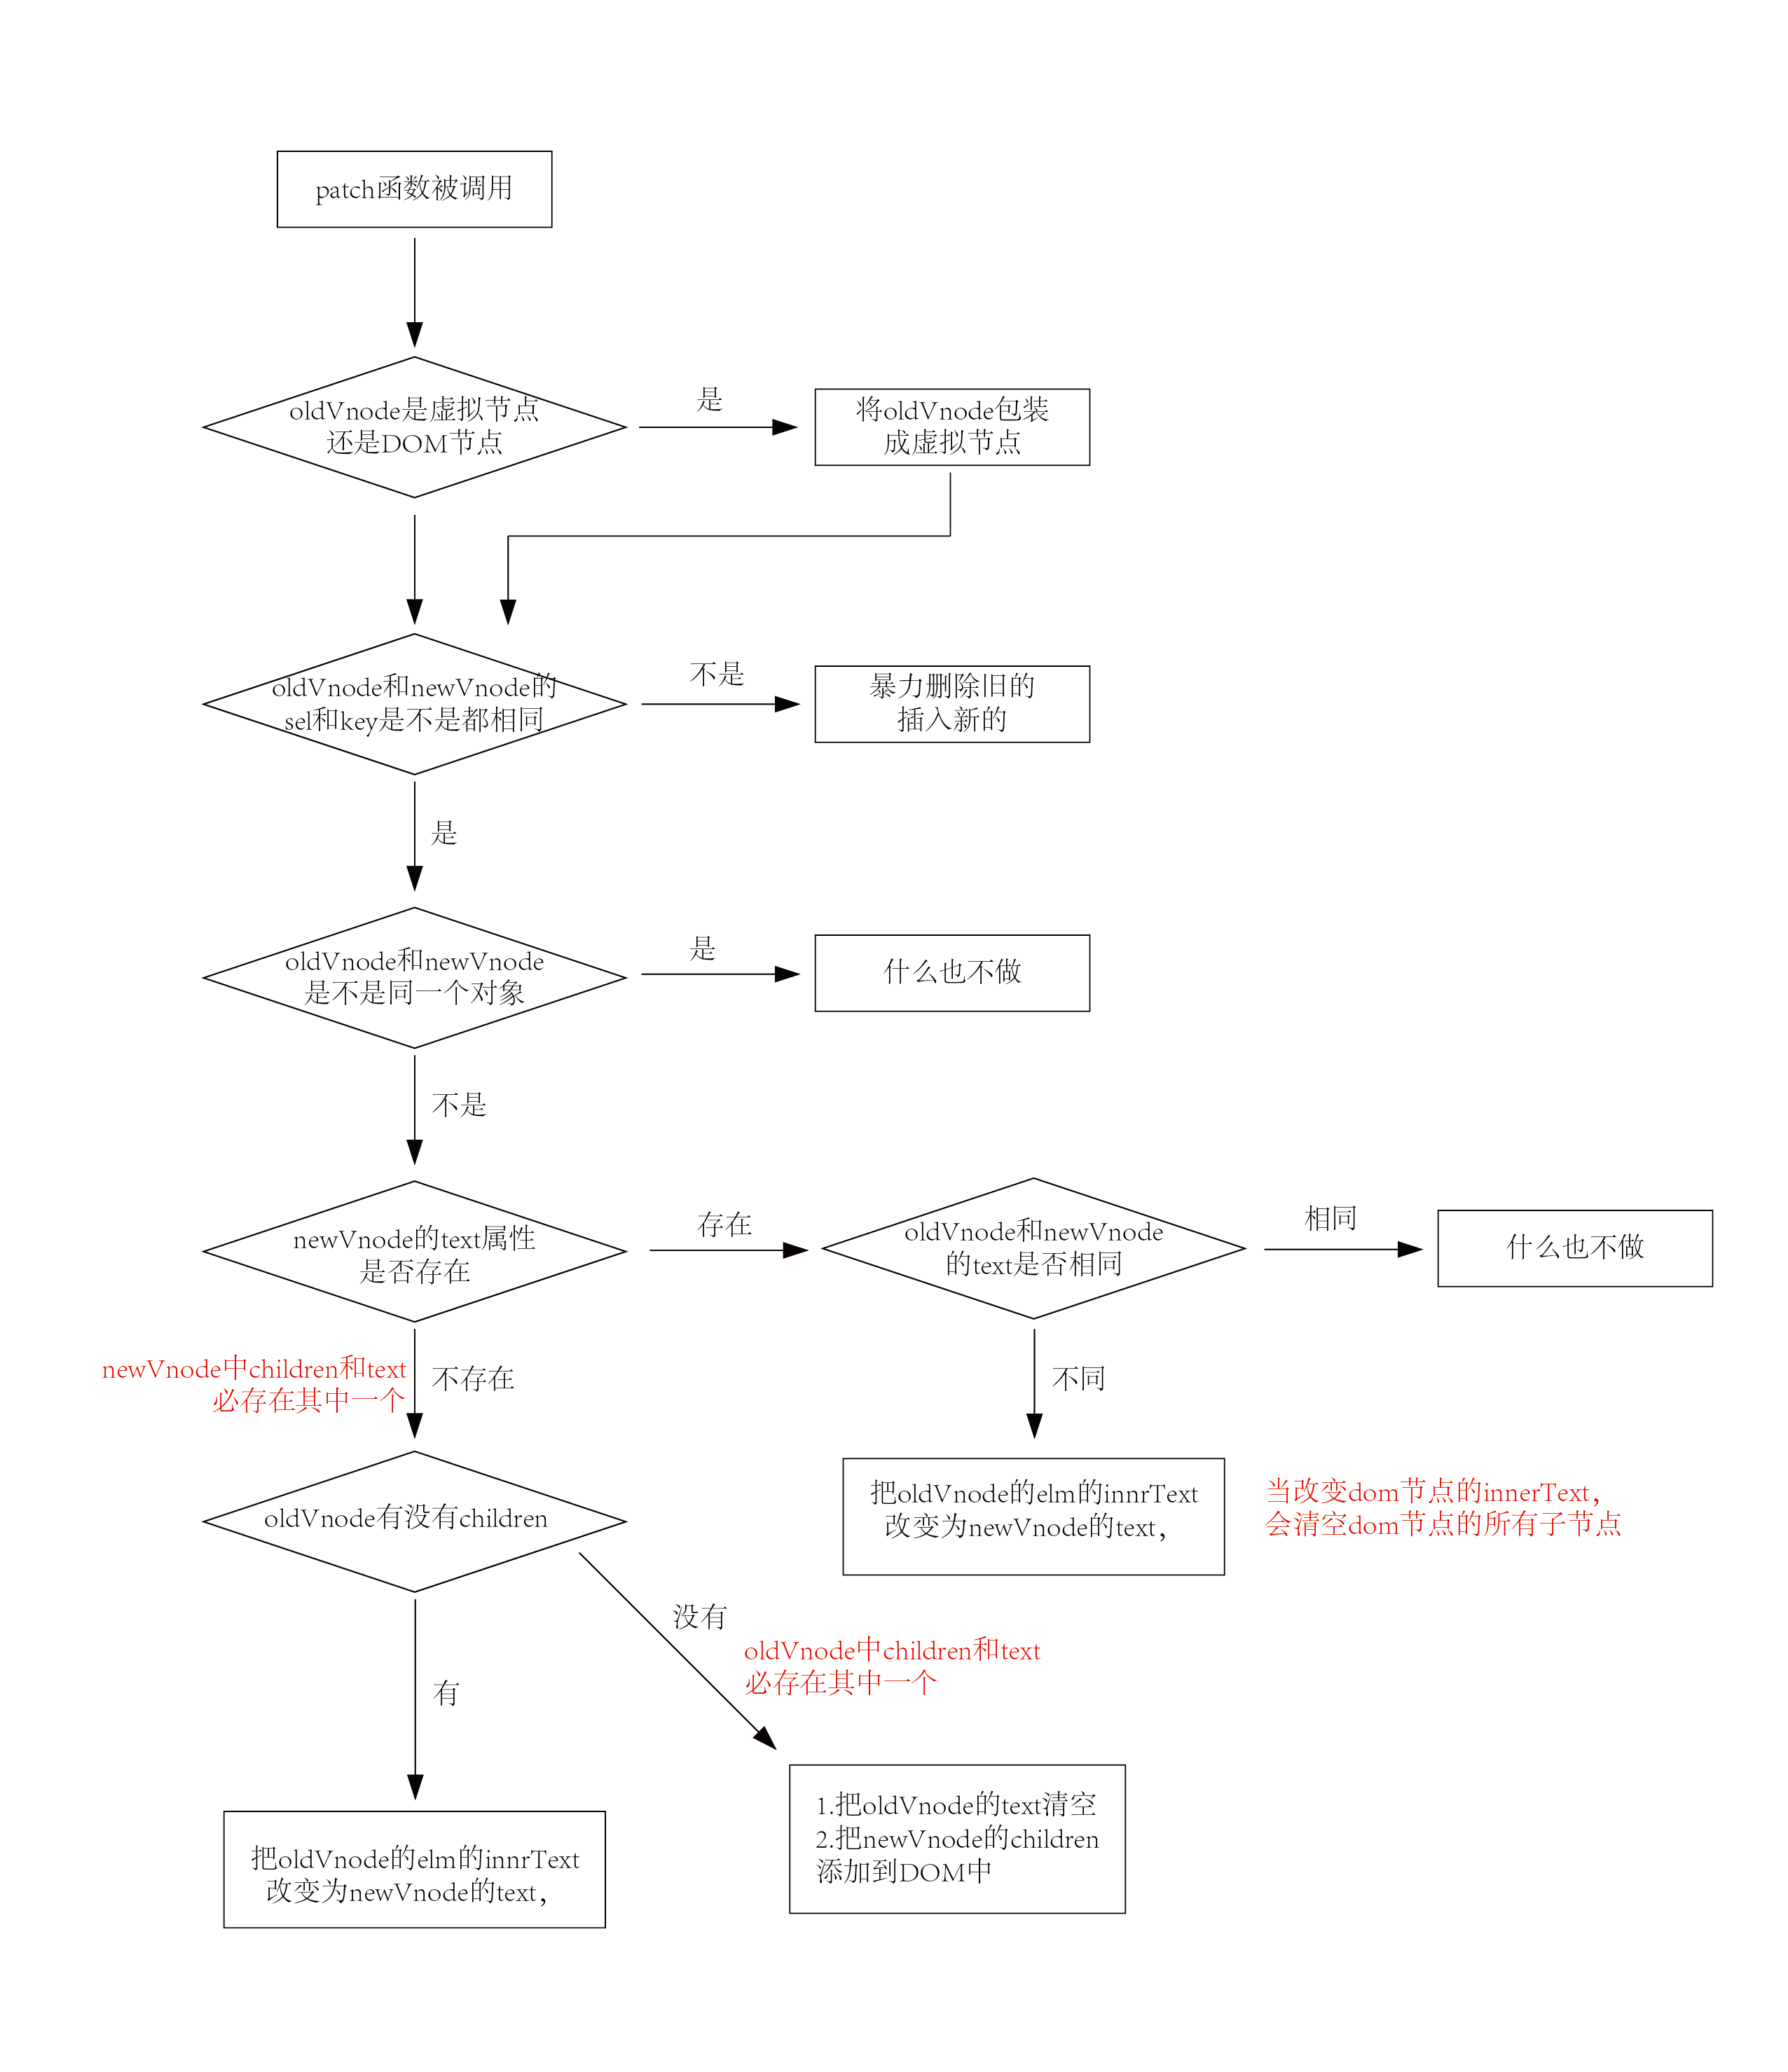 patch函数被调用
oldVnode是虚拟节点
还是DOM节点
是
将oldVnode包装
成虚拟节点
oldVnode和newVnode的
sel和key是不是都相同
不是
暴力删除旧的
插入新的
是
oldVnode和newVnode
是不是同一个对象
是
什么也不做
不是
newVnode的text属性
是否存在
存在
oldVnode和newVnode
的text是否相同
相同
什么也不做
newVnode中children和text
必存在其中一个
不存在
不同
oldVnode有没有children
把oldVnode的elm的innrText
改变为newVnode的text，
当改变dom节点的innerText，
会清空dom节点的所有子节点
没有
oldVnode中children和text
必存在其中一个
有
1.把oldVnode的text清空
2.把newVnode的children
添加到DOM中
把oldVnode的elm的innrText
改变为newVnode的text，